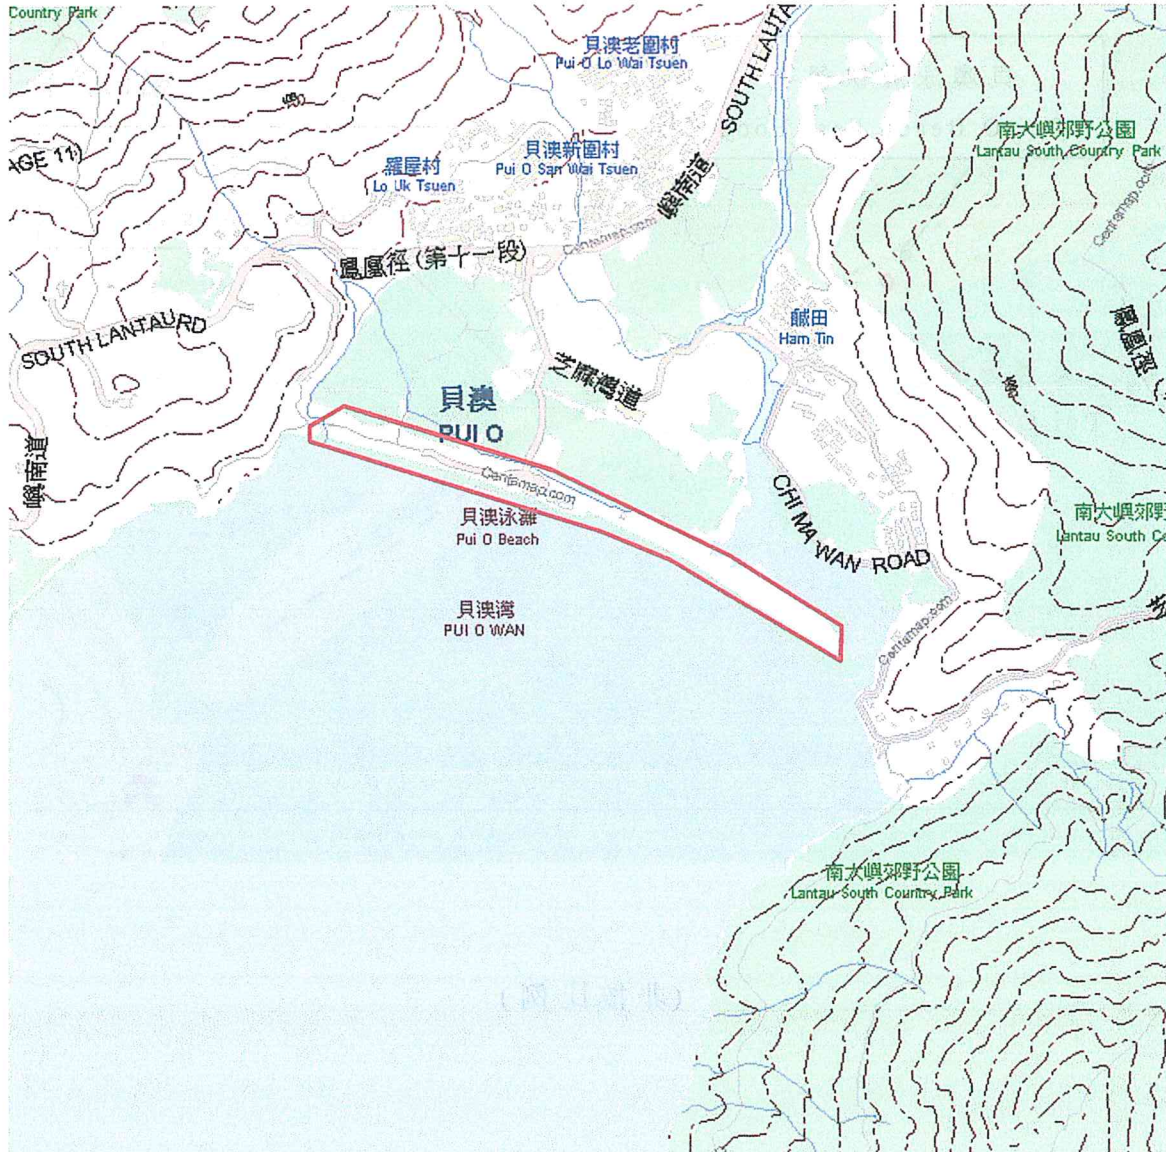 Country Park
貝澳老圍村
Pui O Lo Wai Tsuen
SOUTH LANTAU
南大嶼郊野公園
Lantau South Country Park
AGE 11)
羅屋村
Lo Uk Tsuen
貝澳新圍村
Pui O San Wai Tsuen
嶼南道
Centamap.com
Centamap.com
鳳凰徑 (第十一段)
SOUTH LANTAU RD
鹹田
Ham Tin
鳳凰徑
芝麻灣道
貝澳
PUI O
嶼南道
Centamap.com
貝澳泳灘
Pui O Beach
CHI MA WAN ROAD
南大嶼郊野
Lantau South Co
貝澳灣
PUI O WAN
Centamap.com
南大嶼郊野公園
Lantau South Country Park